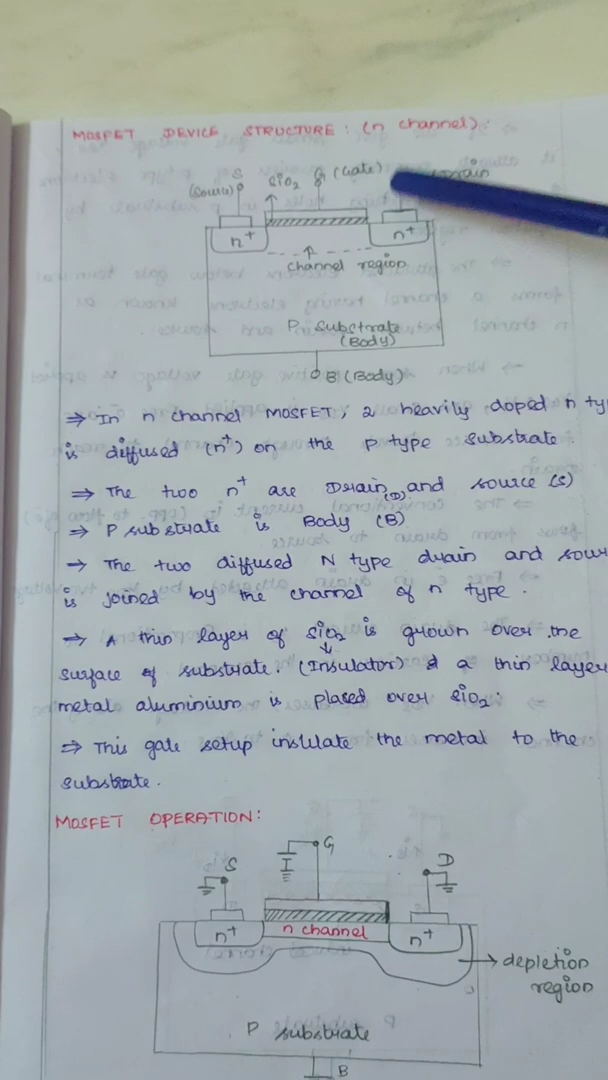 MOSFET DEVICE STRUCTURE: (n channel):
S
(Source)
SiO2
G (Gate)
n+
n+
channel region
P substrate
(Body)
B (Body)
⇒ In n channel MOSFET, 2 heavily doped n ty
is diffused (n+) on the p type substrate.
⇒ The two n+ are Drain (D) and source (S)
⇒ P substrate is Body (B)
→ The two diffused N type drain and sour
is joined by the channel of n type.
⇒ A thin layer of SiO2 is grown over the
surface of substrate. (Insulator) & a thin layer
metal aluminium is plased over SiO2.
⇒ This gate setup insulate the metal to the
substrate.
MOSFET OPERATION:
S
G
D
n+
n channel
n+
→ depletion
region
P substrate
B